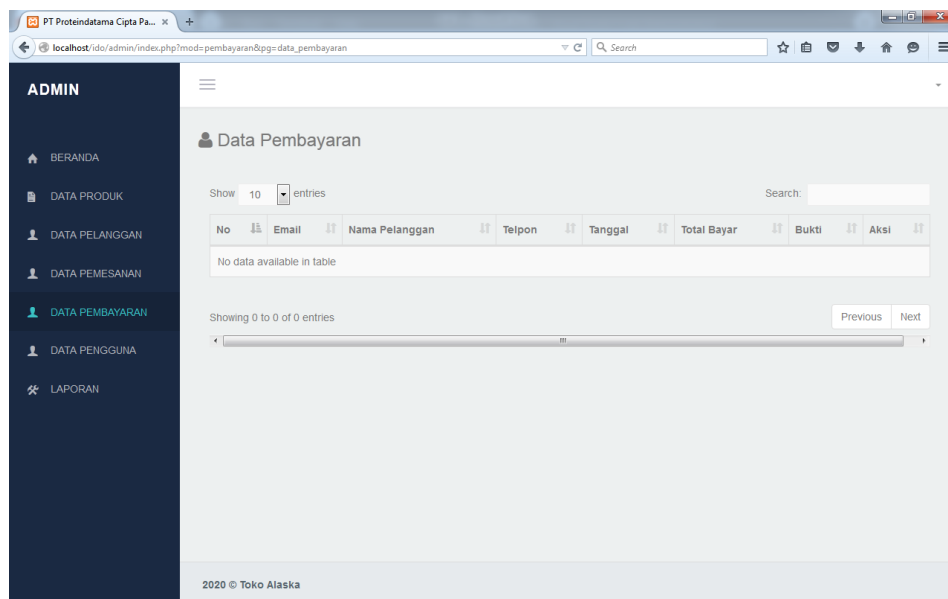 PT Proteindatama Cipta Pa...
localhost/ido/admin/index.php?mod=pembayaran&pg=data_pembayaran
Search
ADMIN
BERANDA
DATA PRODUK
DATA PELANGGAN
DATA PEMESANAN
DATA PEMBAYARAN
DATA PENGGUNA
LAPORAN
Data Pembayaran
Show 10 entries Search:
No Email Nama Pelanggan Telpon Tanggal Total Bayar Bukti Aksi
No data available in table
Showing 0 to 0 of 0 entries Previous Next
2020 © Toko Alaska